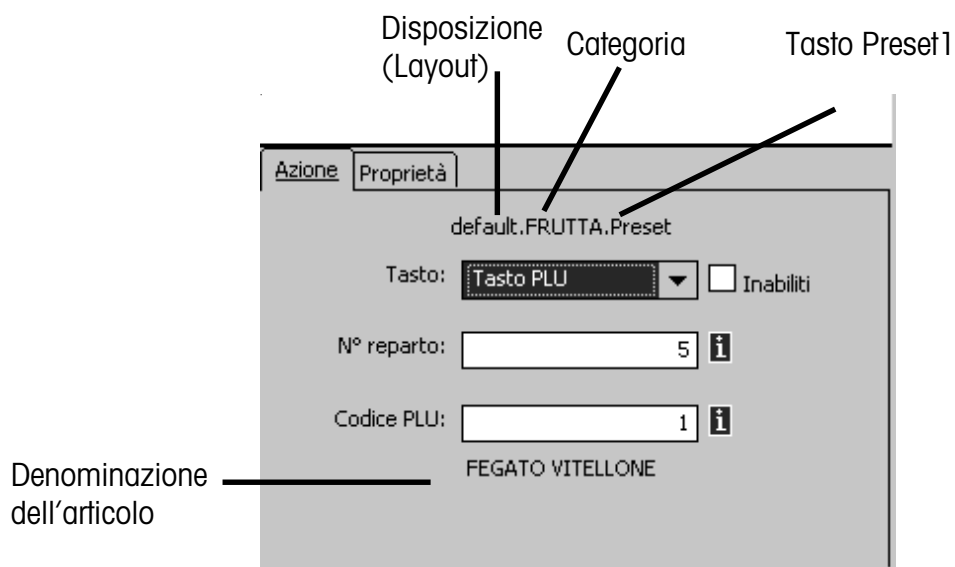 Disposizione
(Layout)
Categoria
Tasto Preset1
Azione
Proprietà
default.FRUTTA.Preset
Tasto:
Tasto PLU
Inabiliti
N° reparto:
5
i
Codice PLU:
1
i
FEGATO VITELLONE
Denominazione
dell'articolo